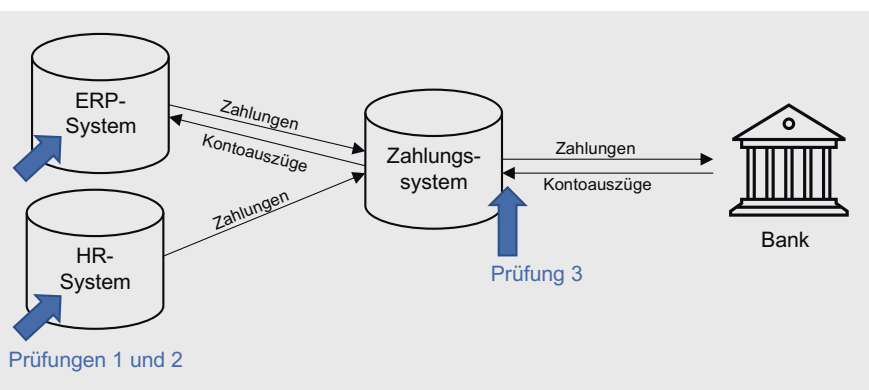 ERP-
System
Zahlungen
Kontoauszüge
Zahlungs-
system
Zahlungen
Kontoauszüge
Bank
Zahlungen
HR-
System
Prüfung 3
Prüfungen 1 und 2